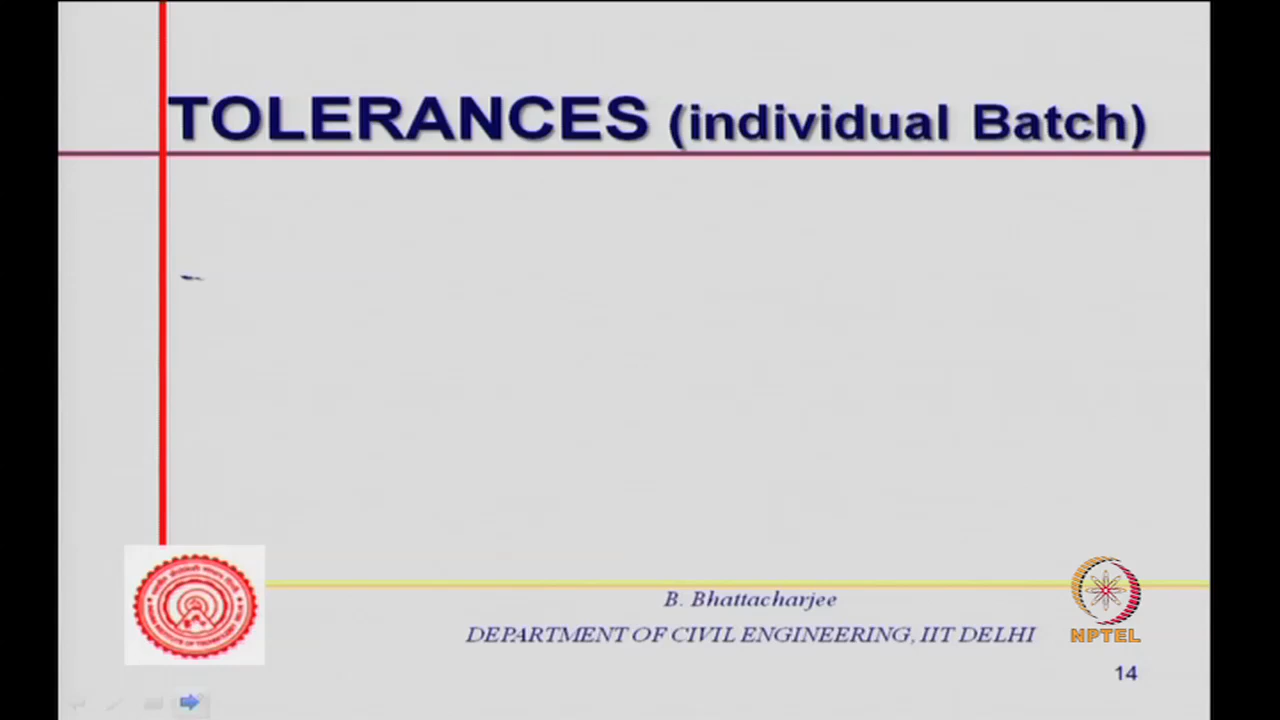 TOLERANCES (individual Batch)
B. Bhattacharjee
DEPARTMENT OF CIVIL ENGINEERING, IIT DELHI
NPTEL
14